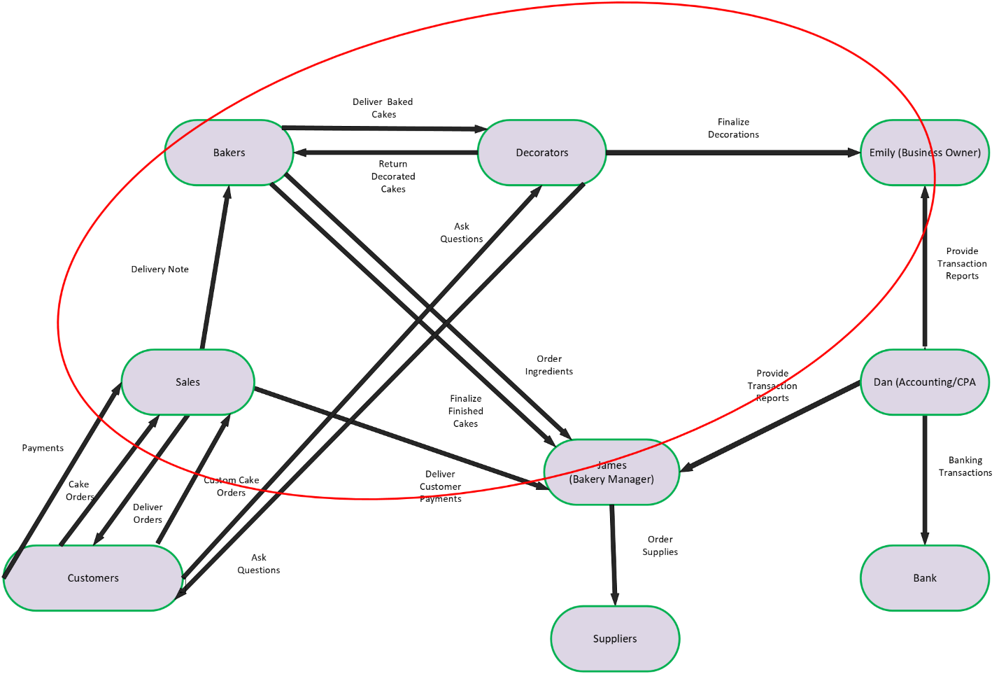 Deliver  Baked
Cakes
Finalize
Decorations
Bakers
Decorators
Emily (Business Owner)
Return
Decorated
Cakes
Ask
Questions
Delivery Note
Provide
Transaction
Reports
Order
Ingredients
Sales
Provide
Transaction
Reports
Dan (Accounting/CPA
Finalize
Finished
Cakes
Payments
James
(Bakery Manager)
Banking
Transactions
Cake
Orders
Custom Cake
Orders
Deliver
Customer
Payments
Deliver
Orders
Order
Supplies
Ask
Questions
Customers
Bank
Suppliers